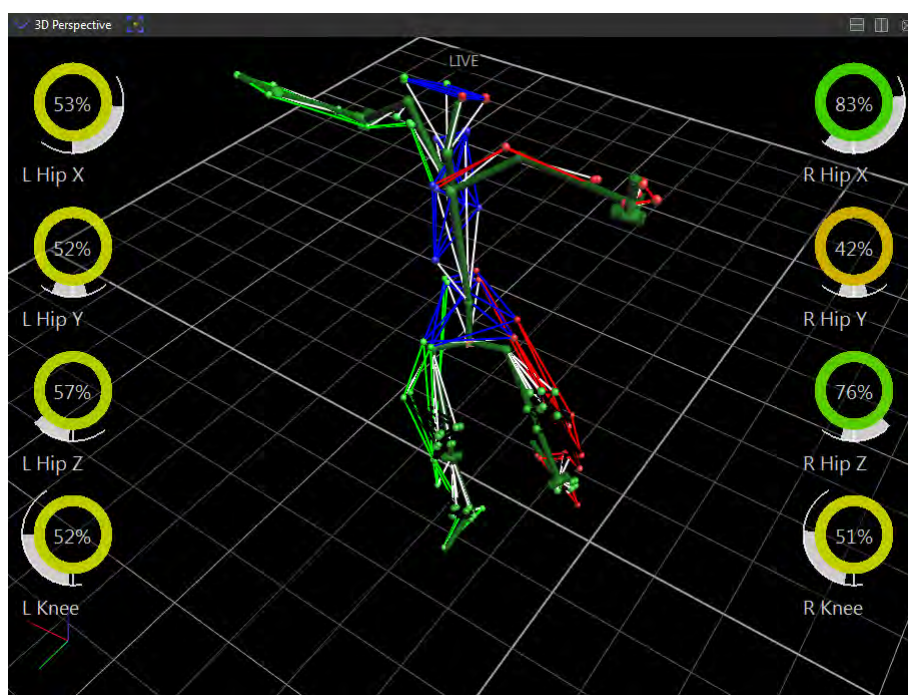 3D Perspective
LIVE
53%
L Hip X
83%
R Hip X
52%
L Hip Y
42%
R Hip Y
57%
L Hip Z
76%
R Hip Z
52%
L Knee
51%
R Knee